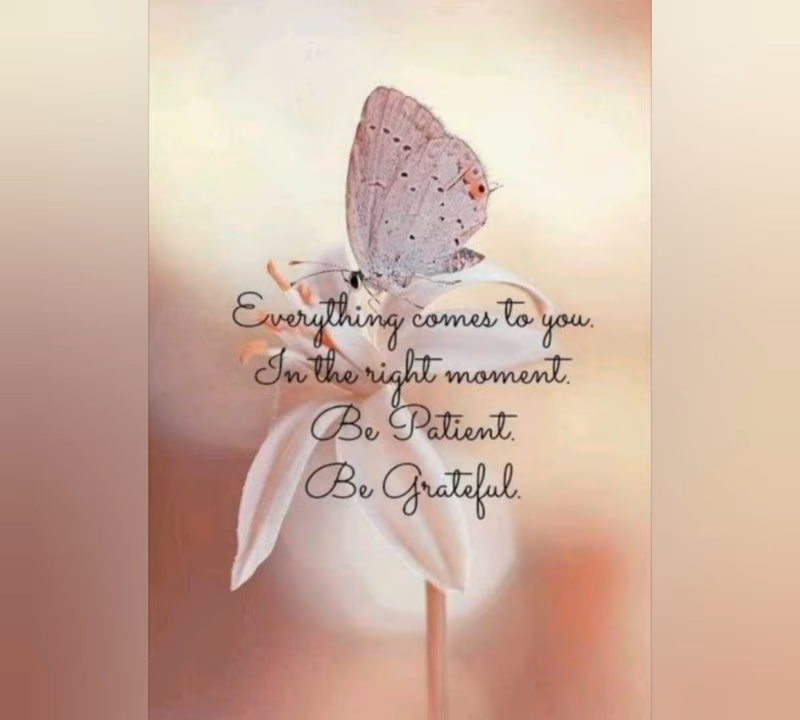 Everything comes to you.
In the right moment.
Be Patient.
Be Grateful.